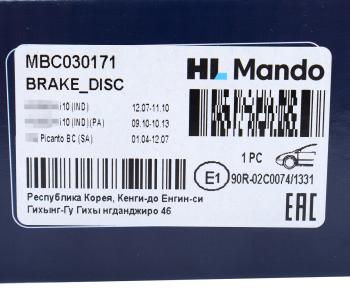 MBC030171
HL Mando
BRAKE_DISC
i10 (IND) 12.07-11.10
i10 (IND)(PA) 09.10-10.13
Picanto BC (SA) 01.04-12.07
1 PC
E1
90R-02C0074/1331
Республика Корея, Кенги-до Енгин-си
Гихынг-Гу Гихы нгданджиро 46
EAC